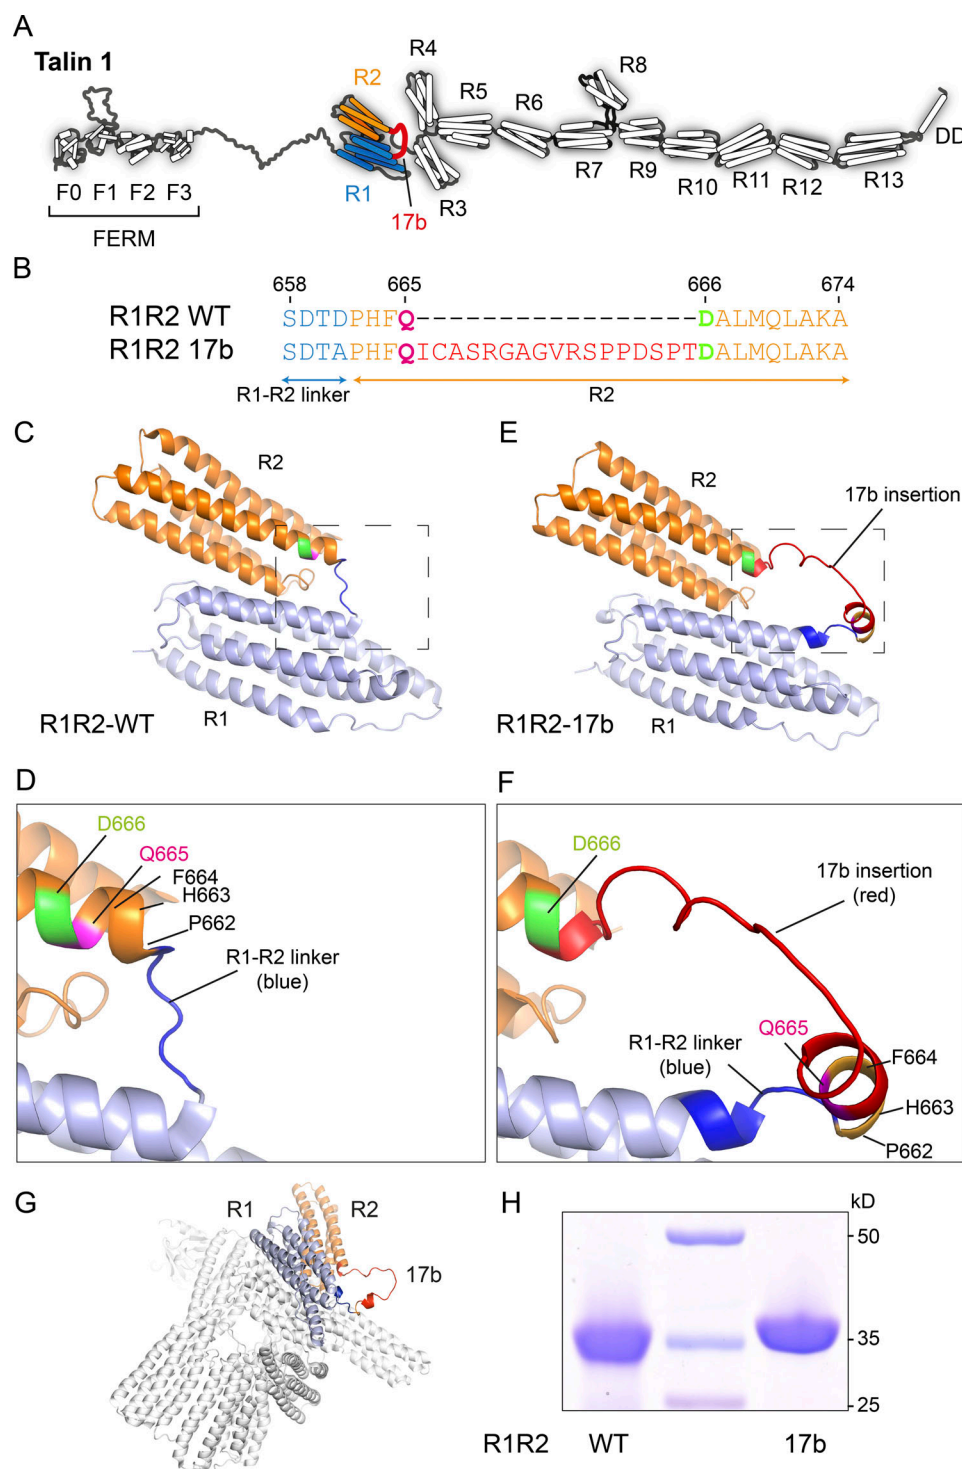 A
Talin 1
R4
R2
R5
R6
R8
DD
F0 F1 F2 F3
FERM
R1
17b
R3
R7
R9
R10
R11
R12
R13
B
658 665 666 674
R1R2 WT SDTDPHFQ----------------DALMQLAKA
R1R2 17b SDTAPHFQICASRGAGVRSPPDSPTDALMQLAKA
R1-R2 linker R2
C
R2
R1
R1R2-WT
E
R2
17b insertion
R1
R1R2-17b
D
D666
Q665
F664
H663
P662
R1-R2 linker
(blue)
F
D666
17b insertion
(red)
Q665
R1-R2 linker
(blue)
F664
H663
P662
G
R1 R2
17b
H
kD
50
35
25
R1R2 WT 17b